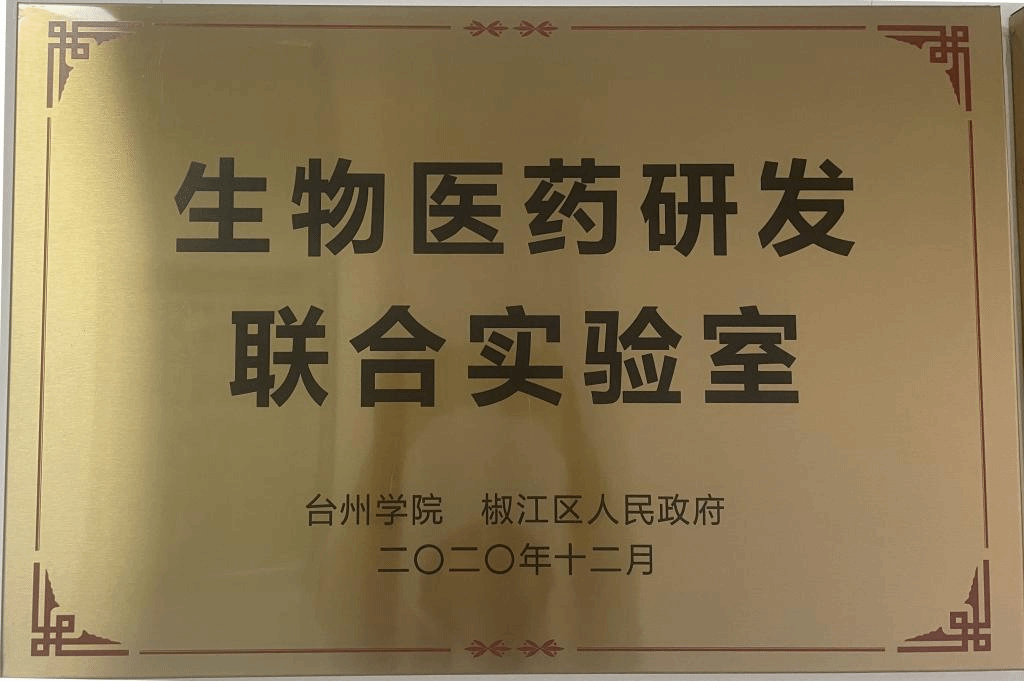 生物医药研发
联合实验室
台州学院 椒江区人民政府
二〇二〇年十二月